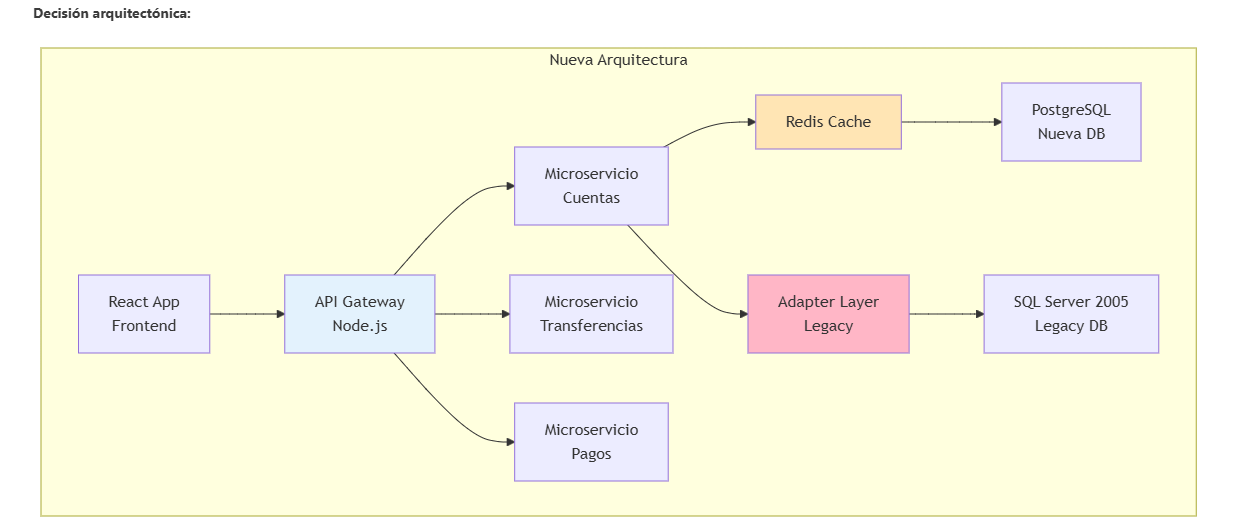 Decisión arquitectónica:
Nueva Arquitectura
React App
Frontend
API Gateway
Node.js
Microservicio
Cuentas
Microservicio
Transferencias
Microservicio
Pagos
Redis Cache
Adapter Layer
Legacy
PostgreSQL
Nueva DB
SQL Server 2005
Legacy DB